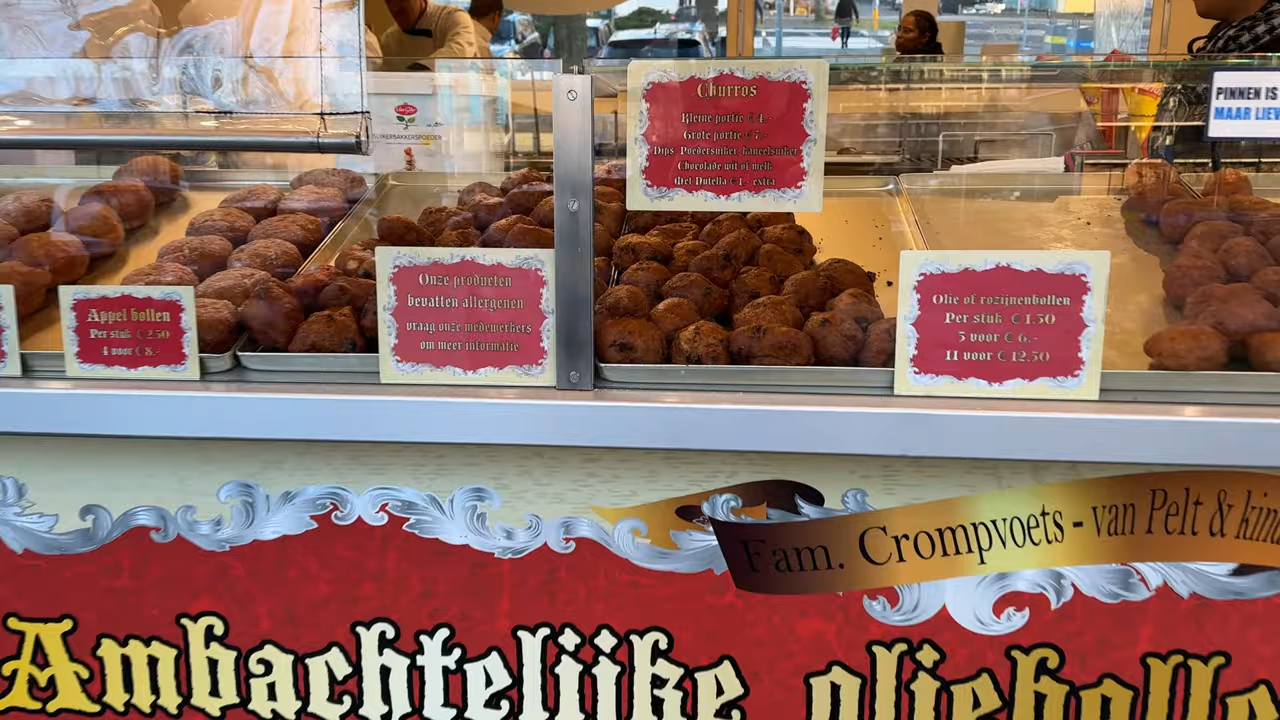 SUIKERBAKKERSPOEDER
Churros
Kleine portie € 4,-
Grote portie € 7,-
Dips: Poedersuiker, kaneelsuiker
Chocolade wit of melk
Met Nutella € 1,- extra
PINNEN IS
MAAR LIEV
Appel bollen
Per stuk € 2,50
4 voor € 8,-
Onze producten
bevatten allergenen
vraag onze medewerkers
om meer informatie
Olie of rozijnenbollen
Per stuk € 1.50
5 voor € 6.-
11 voor € 12.50
Fam. Crompvoets - van Pelt & kin
Ambachtelijke oliebolle